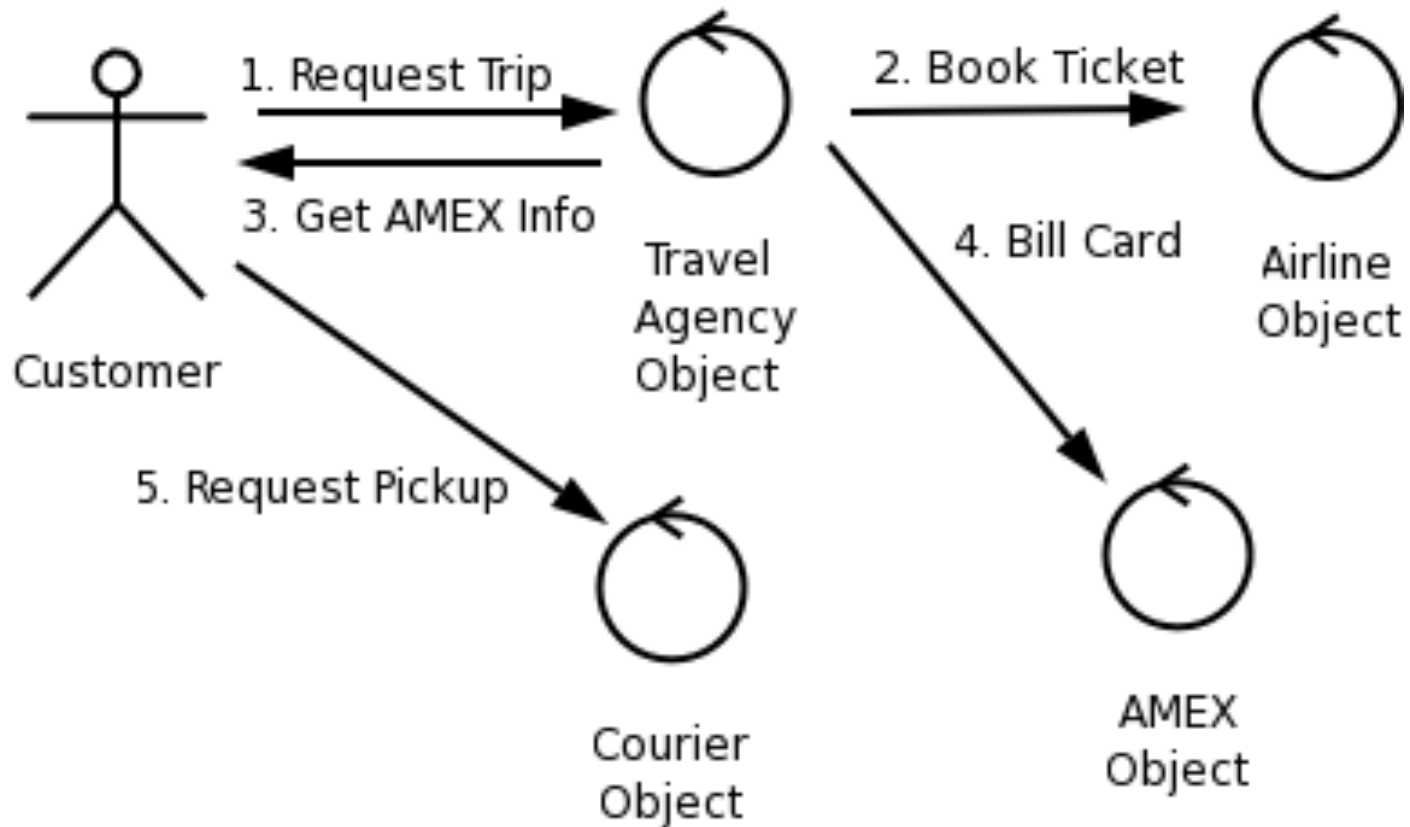 1. Request Trip
2. Book Ticket
3. Get AMEX Info
4. Bill Card
Travel
Agency
Object
Airline
Object
Customer
5. Request Pickup
Courier
Object
AMEX
Object